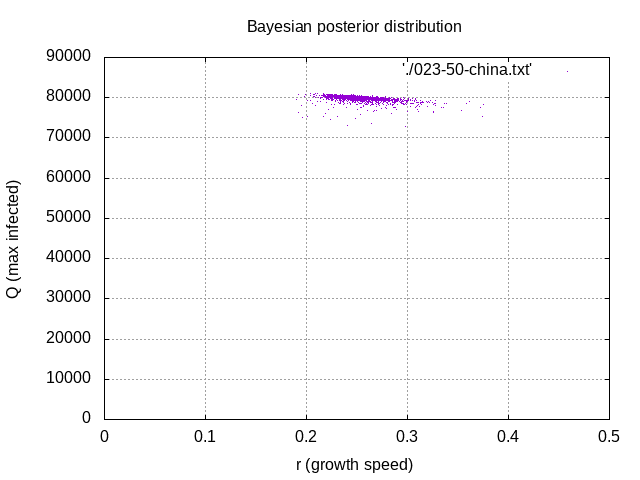 Bayesian posterior distribution
'./023-50-china.txt'
90000
80000
70000
60000
50000
40000
30000
20000
10000
0
Q (max infected)
0 0.1 0.2 0.3 0.4 0.5
r (growth speed)